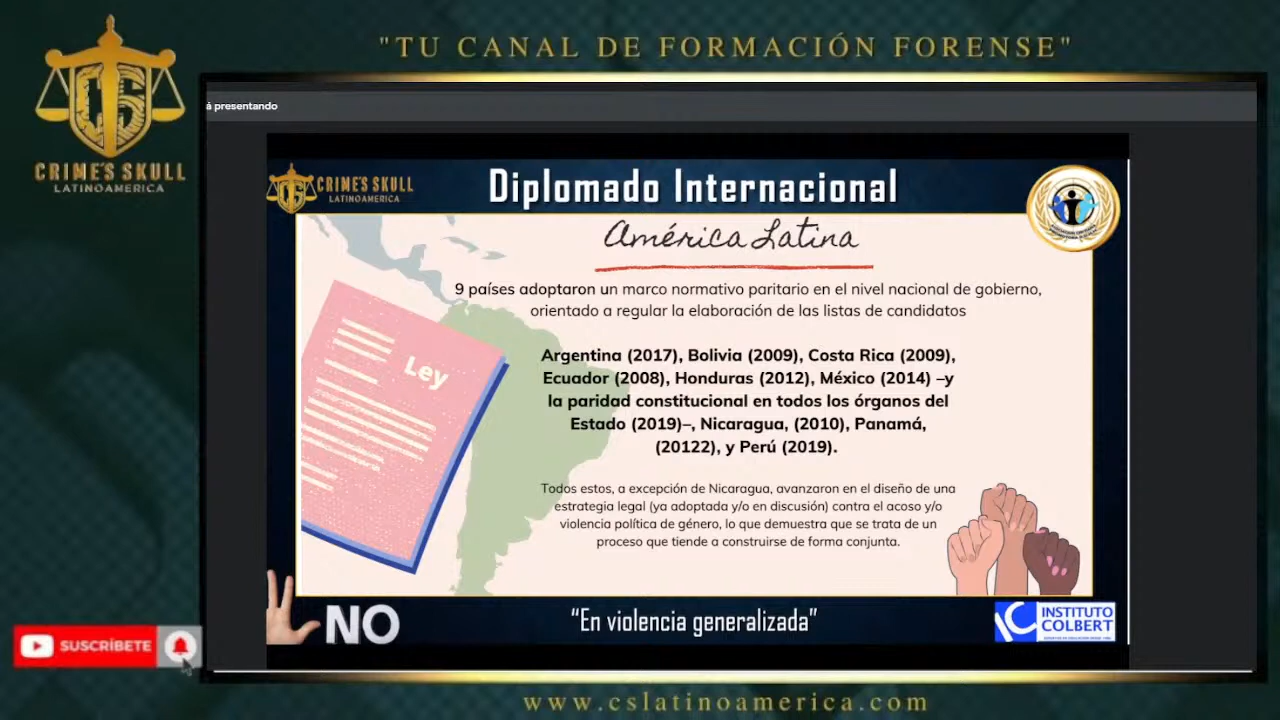 "TU CANAL DE FORMACIÓN FORENSE"
CRIME'S SKULL
LATINOAMERICA
á presentando
CRIME'S SKULL
LATINOAMERICA
Diplomado Internacional
América Latina
9 países adoptaron un marco normativo paritario en el nivel nacional de gobierno,
orientado a regular la elaboración de las listas de candidatos
Ley
Argentina (2017), Bolivia (2009), Costa Rica (2009),
Ecuador (2008), Honduras (2012), México (2014) –y
la paridad constitucional en todos los órganos del
Estado (2019)–, Nicaragua, (2010), Panamá,
(20122), y Perú (2019).
Todos estos, a excepción de Nicaragua, avanzaron en el diseño de una
estrategia legal (ya adoptada y/o en discusión) contra el acoso y/o
violencia política de género, lo que demuestra que se trata de un
proceso que tiende a construirse de forma conjunta.
NO
“En violencia generalizada”
INSTITUTO
COLBERT
SUSCRÍBETE
www.cslatinoamerica.com